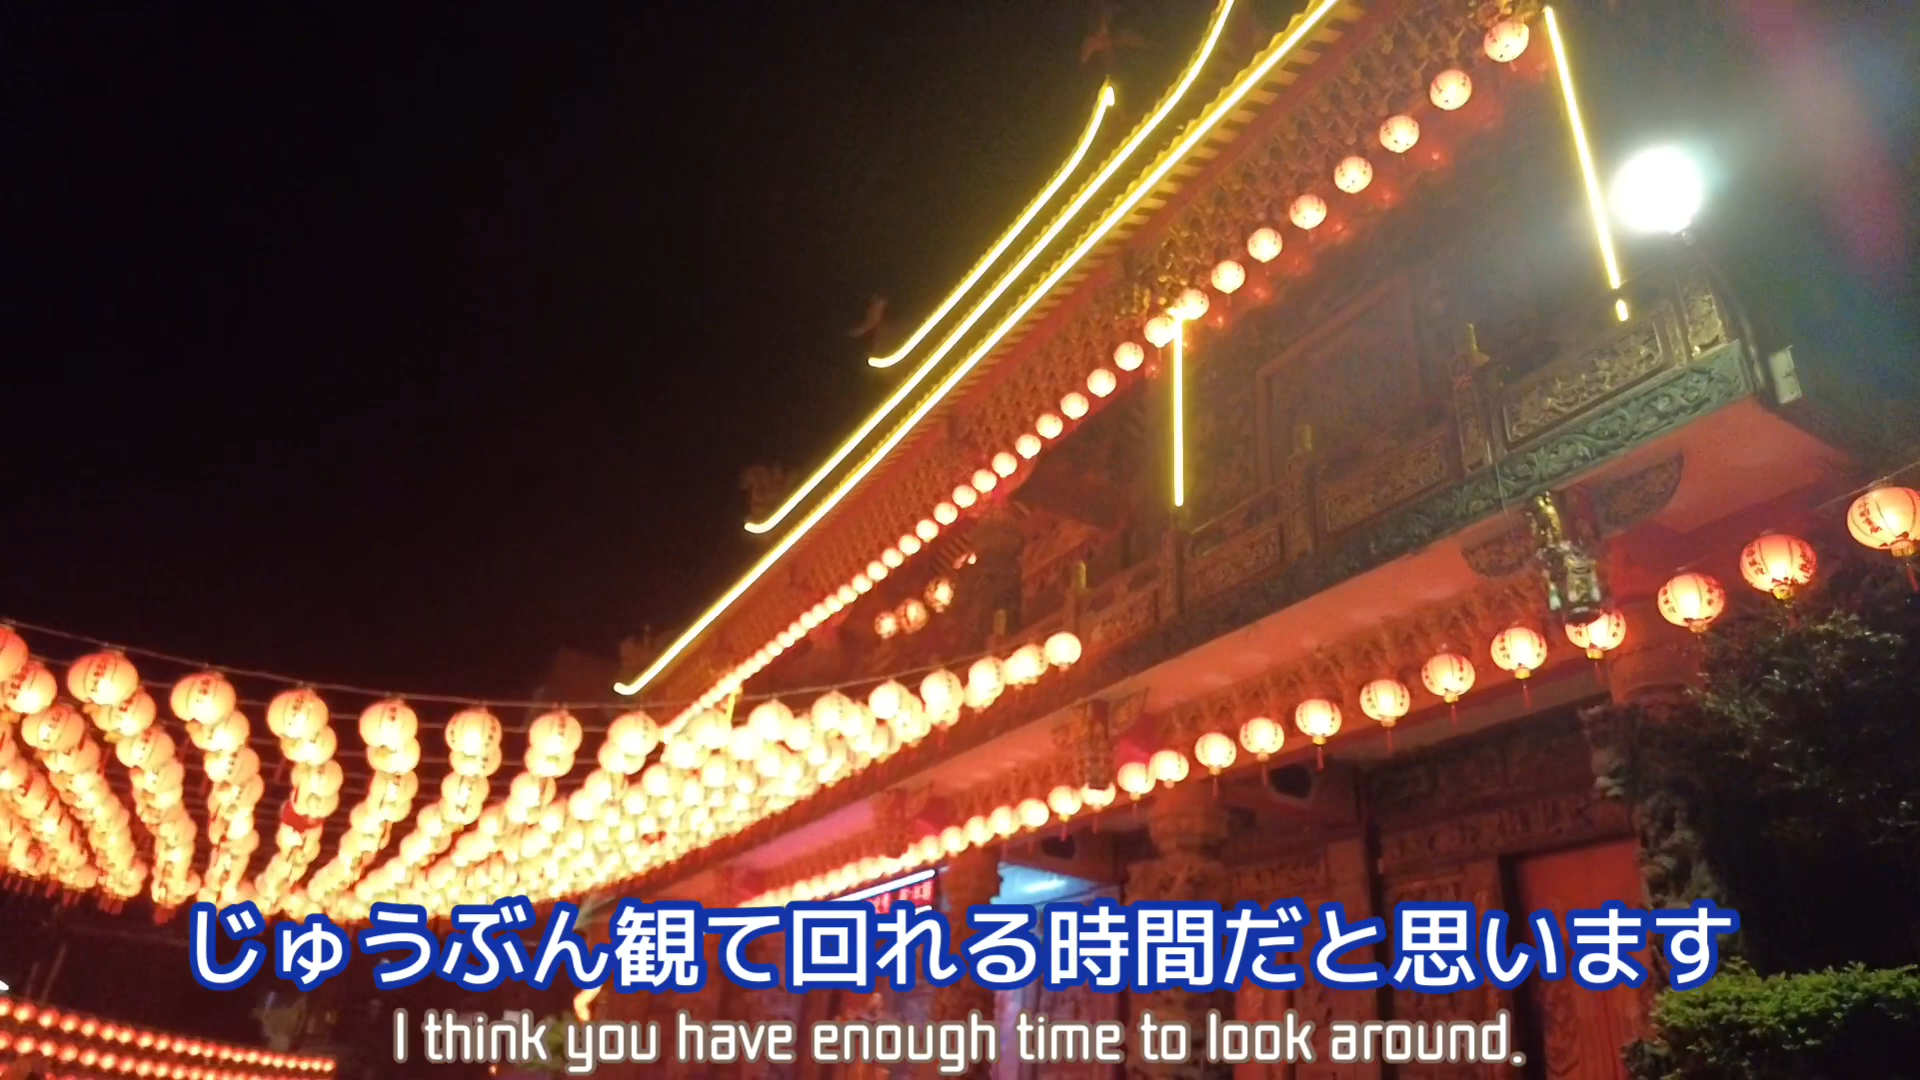 じゅうぶん観て回れる時間だと思います
I think you have enough time to look around.